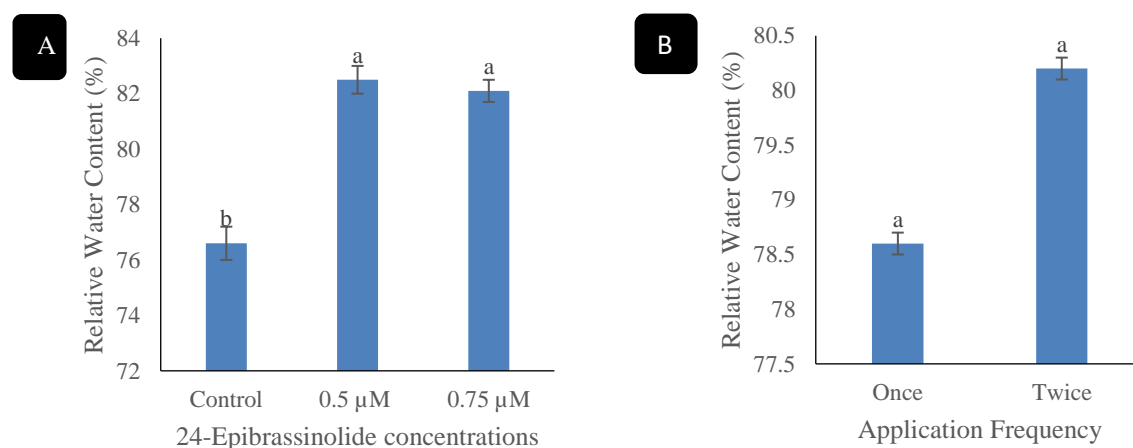 A
Relative Water Content (%)
84
82
80
78
76
74
72
b
a
a
Control 0.5 µM 0.75 µM
24-Epibrassinolide concentrations
B
Relative Water Content (%)
80.5
80
79.5
79
78.5
78
77.5
a
a
Once Twice
Application Frequency